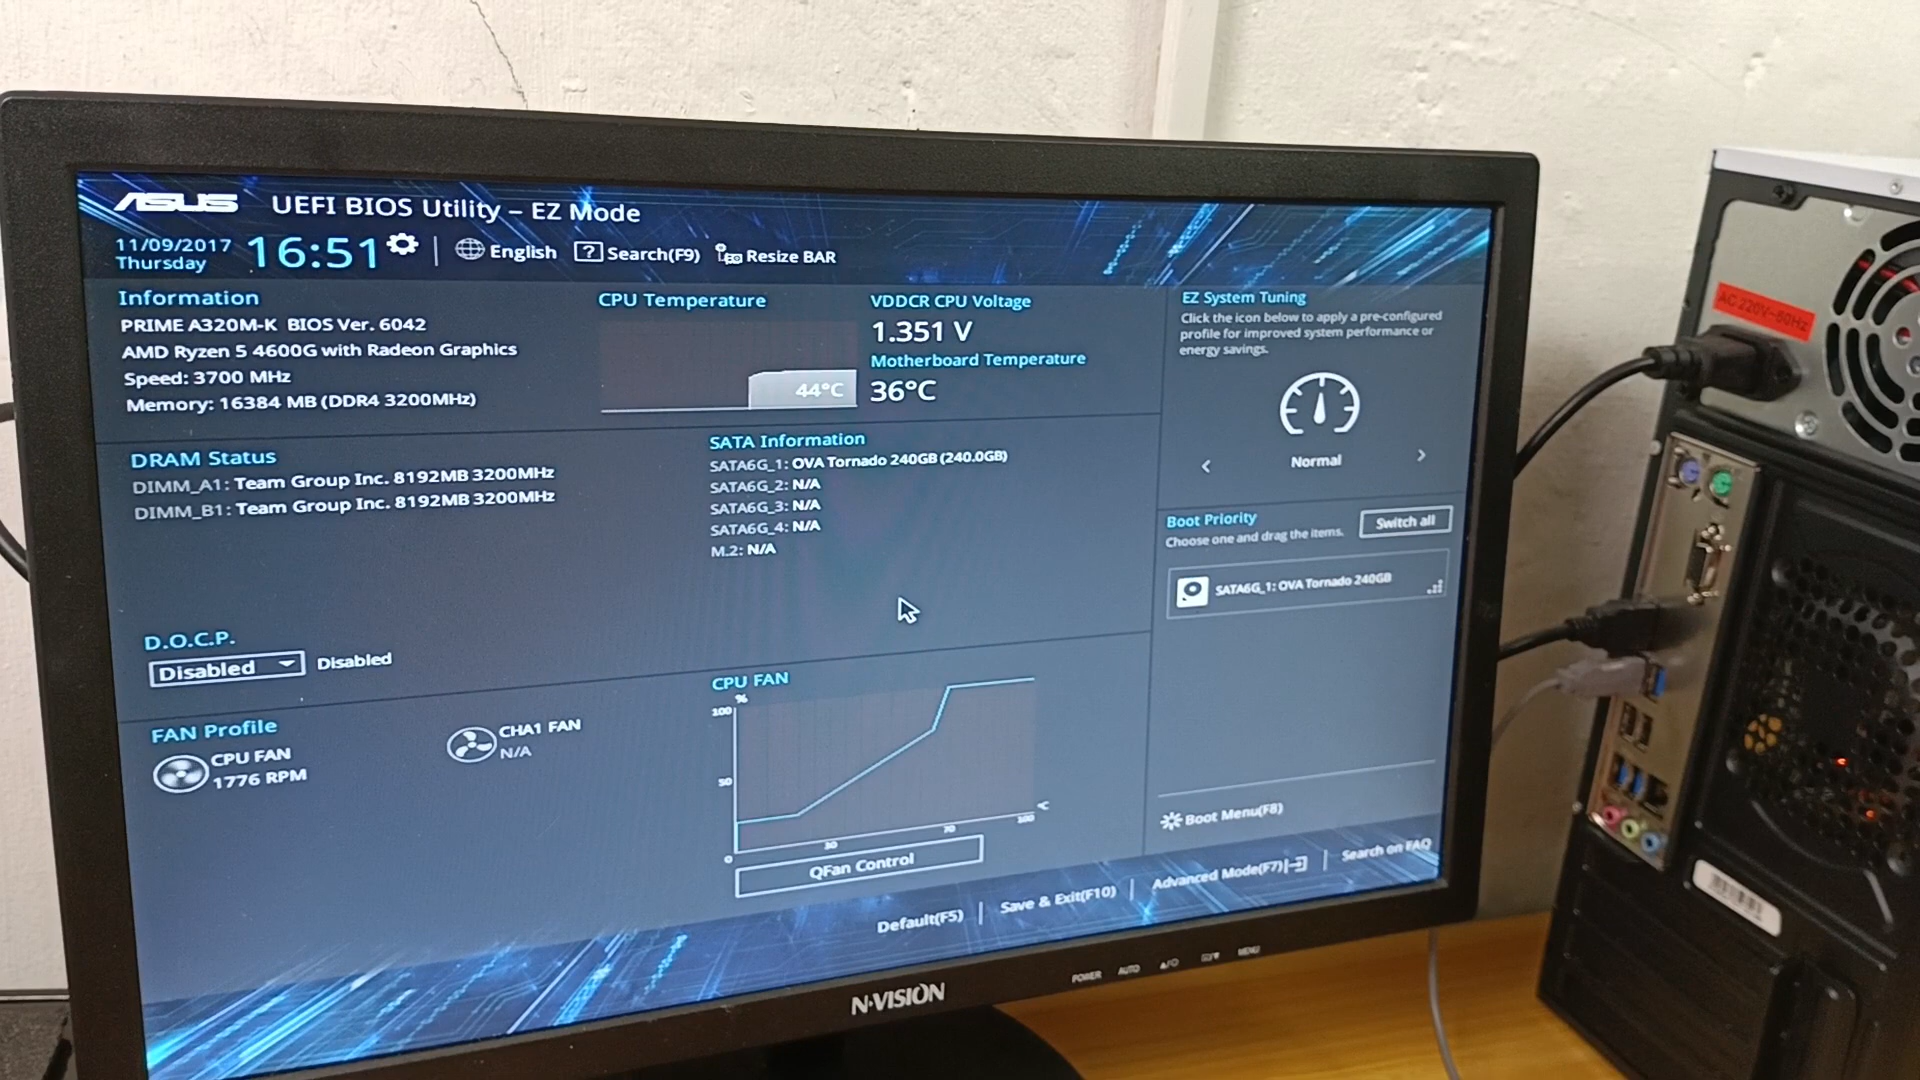 ASUS UEFI BIOS Utility – EZ Mode
11/09/2017
Thursday
16:51
English
? Search(F9)
Resize BAR
Information
PRIME A320M-K BIOS Ver. 6042
AMD Ryzen 5 4600G with Radeon Graphics
Speed: 3700 MHz
Memory: 16384 MB (DDR4 3200MHz)
CPU Temperature
44°C
VDDCR CPU Voltage
1.351 V
Motherboard Temperature
36°C
EZ System Tuning
Click the icon below to apply a pre-configured
profile for improved system performance or
energy savings.
Normal
DRAM Status
DIMM_A1: Team Group Inc. 8192MB 3200MHz
DIMM_B1: Team Group Inc. 8192MB 3200MHz
SATA Information
SATA6G_1: OVA Tornado 240GB (240.0GB)
SATA6G_2: N/A
SATA6G_3: N/A
SATA6G_4: N/A
M.2: N/A
Boot Priority
Choose one and drag the items.
Switch all
SATA6G_1: OVA Tornado 240GB
D.O.C.P.
Disabled
Disabled
FAN Profile
CPU FAN
1776 RPM
CHA1 FAN
N/A
CPU FAN
%
100
50
0
30
70
100
°C
QFan Control
Boot Menu(F8)
Default(F5)
Save & Exit(F10)
Advanced Mode(F7)
Search on FAQ
N·VISION
POWER
AUTO
MENU
AC 220V~50Hz